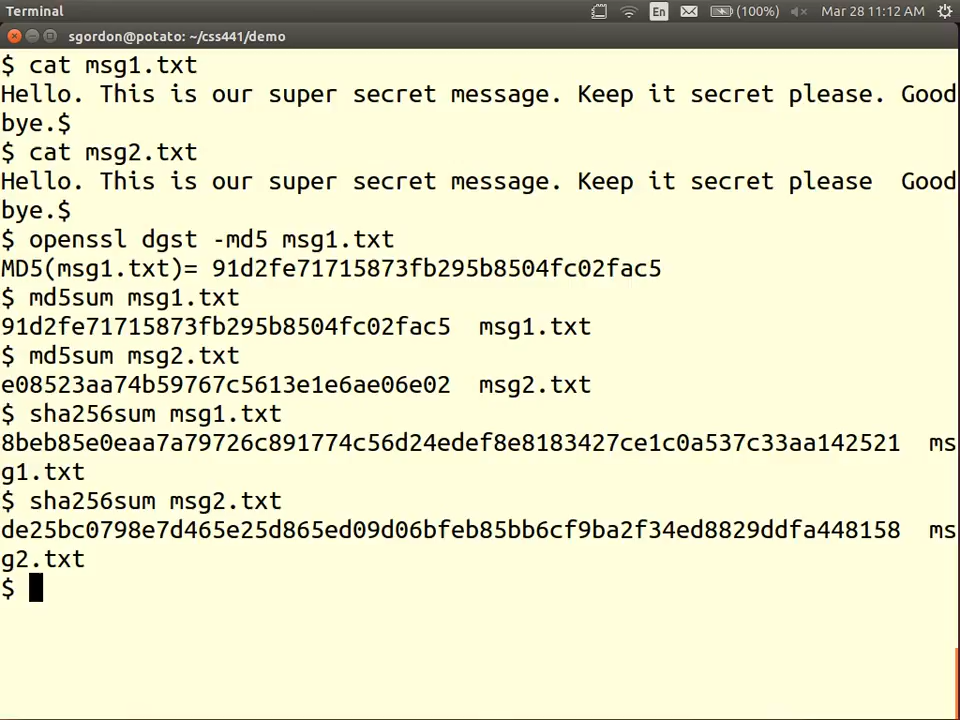 Terminal
En
(100%)
Mar 28 11:12 AM
sgordon@potato: ~/css441/demo
$ cat msg1.txt
Hello. This is our super secret message. Keep it secret please. Good
bye.$
$ cat msg2.txt
Hello. This is our super secret message. Keep it secret please  Good
bye.$
$ openssl dgst -md5 msg1.txt
MD5(msg1.txt)= 91d2fe71715873fb295b8504fc02fac5
$ md5sum msg1.txt
91d2fe71715873fb295b8504fc02fac5  msg1.txt
$ md5sum msg2.txt
e08523aa74b59767c5613e1e6ae06e02  msg2.txt
$ sha256sum msg1.txt
8beb85e0eaa7a79726c891774c56d24edef8e8183427ce1c0a537c33aa142521  ms
g1.txt
$ sha256sum msg2.txt
de25bc0798e7d465e25d865ed09d06bfeb85bb6cf9ba2f34ed8829ddfa448158  ms
g2.txt
$